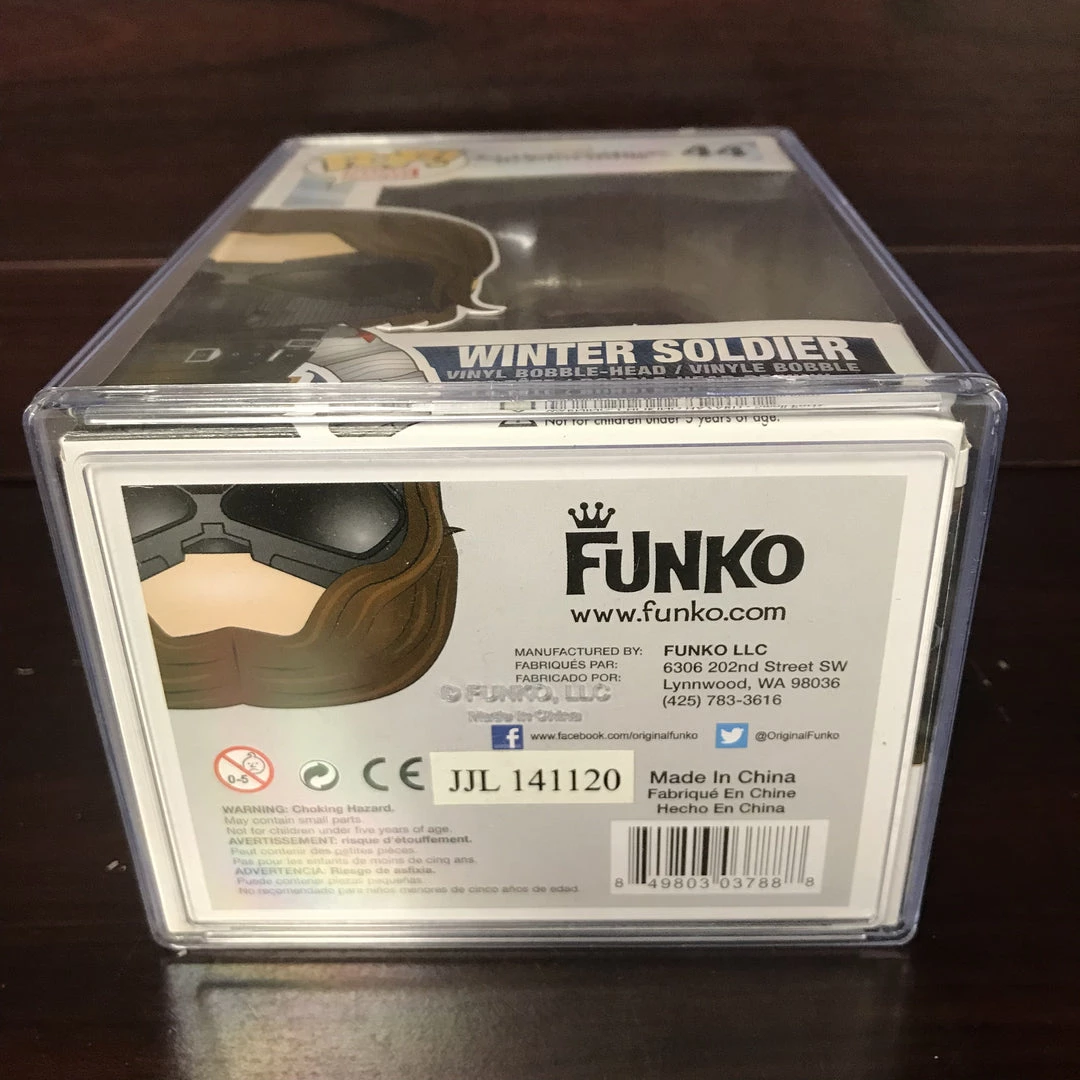 POP!
44
WINTER SOLDIER
VINYL BOBBLE-HEAD / VINYLE BOBBLE
Not for children under 3 years of age.
FUNKO
www.funko.com
MANUFACTURED BY:
FABRIQUÉS PAR:
FABRICADO POR:
FUNKO LLC
6306 202nd Street SW
Lynnwood, WA 98036
(425) 783-3616
© FUNKO, LLC
Made In China
f www.facebook.com/originalfunko
@OriginalFunko
0-5
CE
JJL 141120
Made In China
Fabriqué En Chine
Hecho En China
WARNING: Choking Hazard.
May contain small parts.
Not for children under five years of age.
AVERTISSEMENT: risque d'étouffement.
Peut contenir des petites pièces.
Pas pour les enfants de moins de cinq ans.
ADVERTENCIA: Riesgo de asfixia.
Puede contener piezas pequeñas.
No recomendado para niños menores de cinco años de edad.
8 49803 03788 8